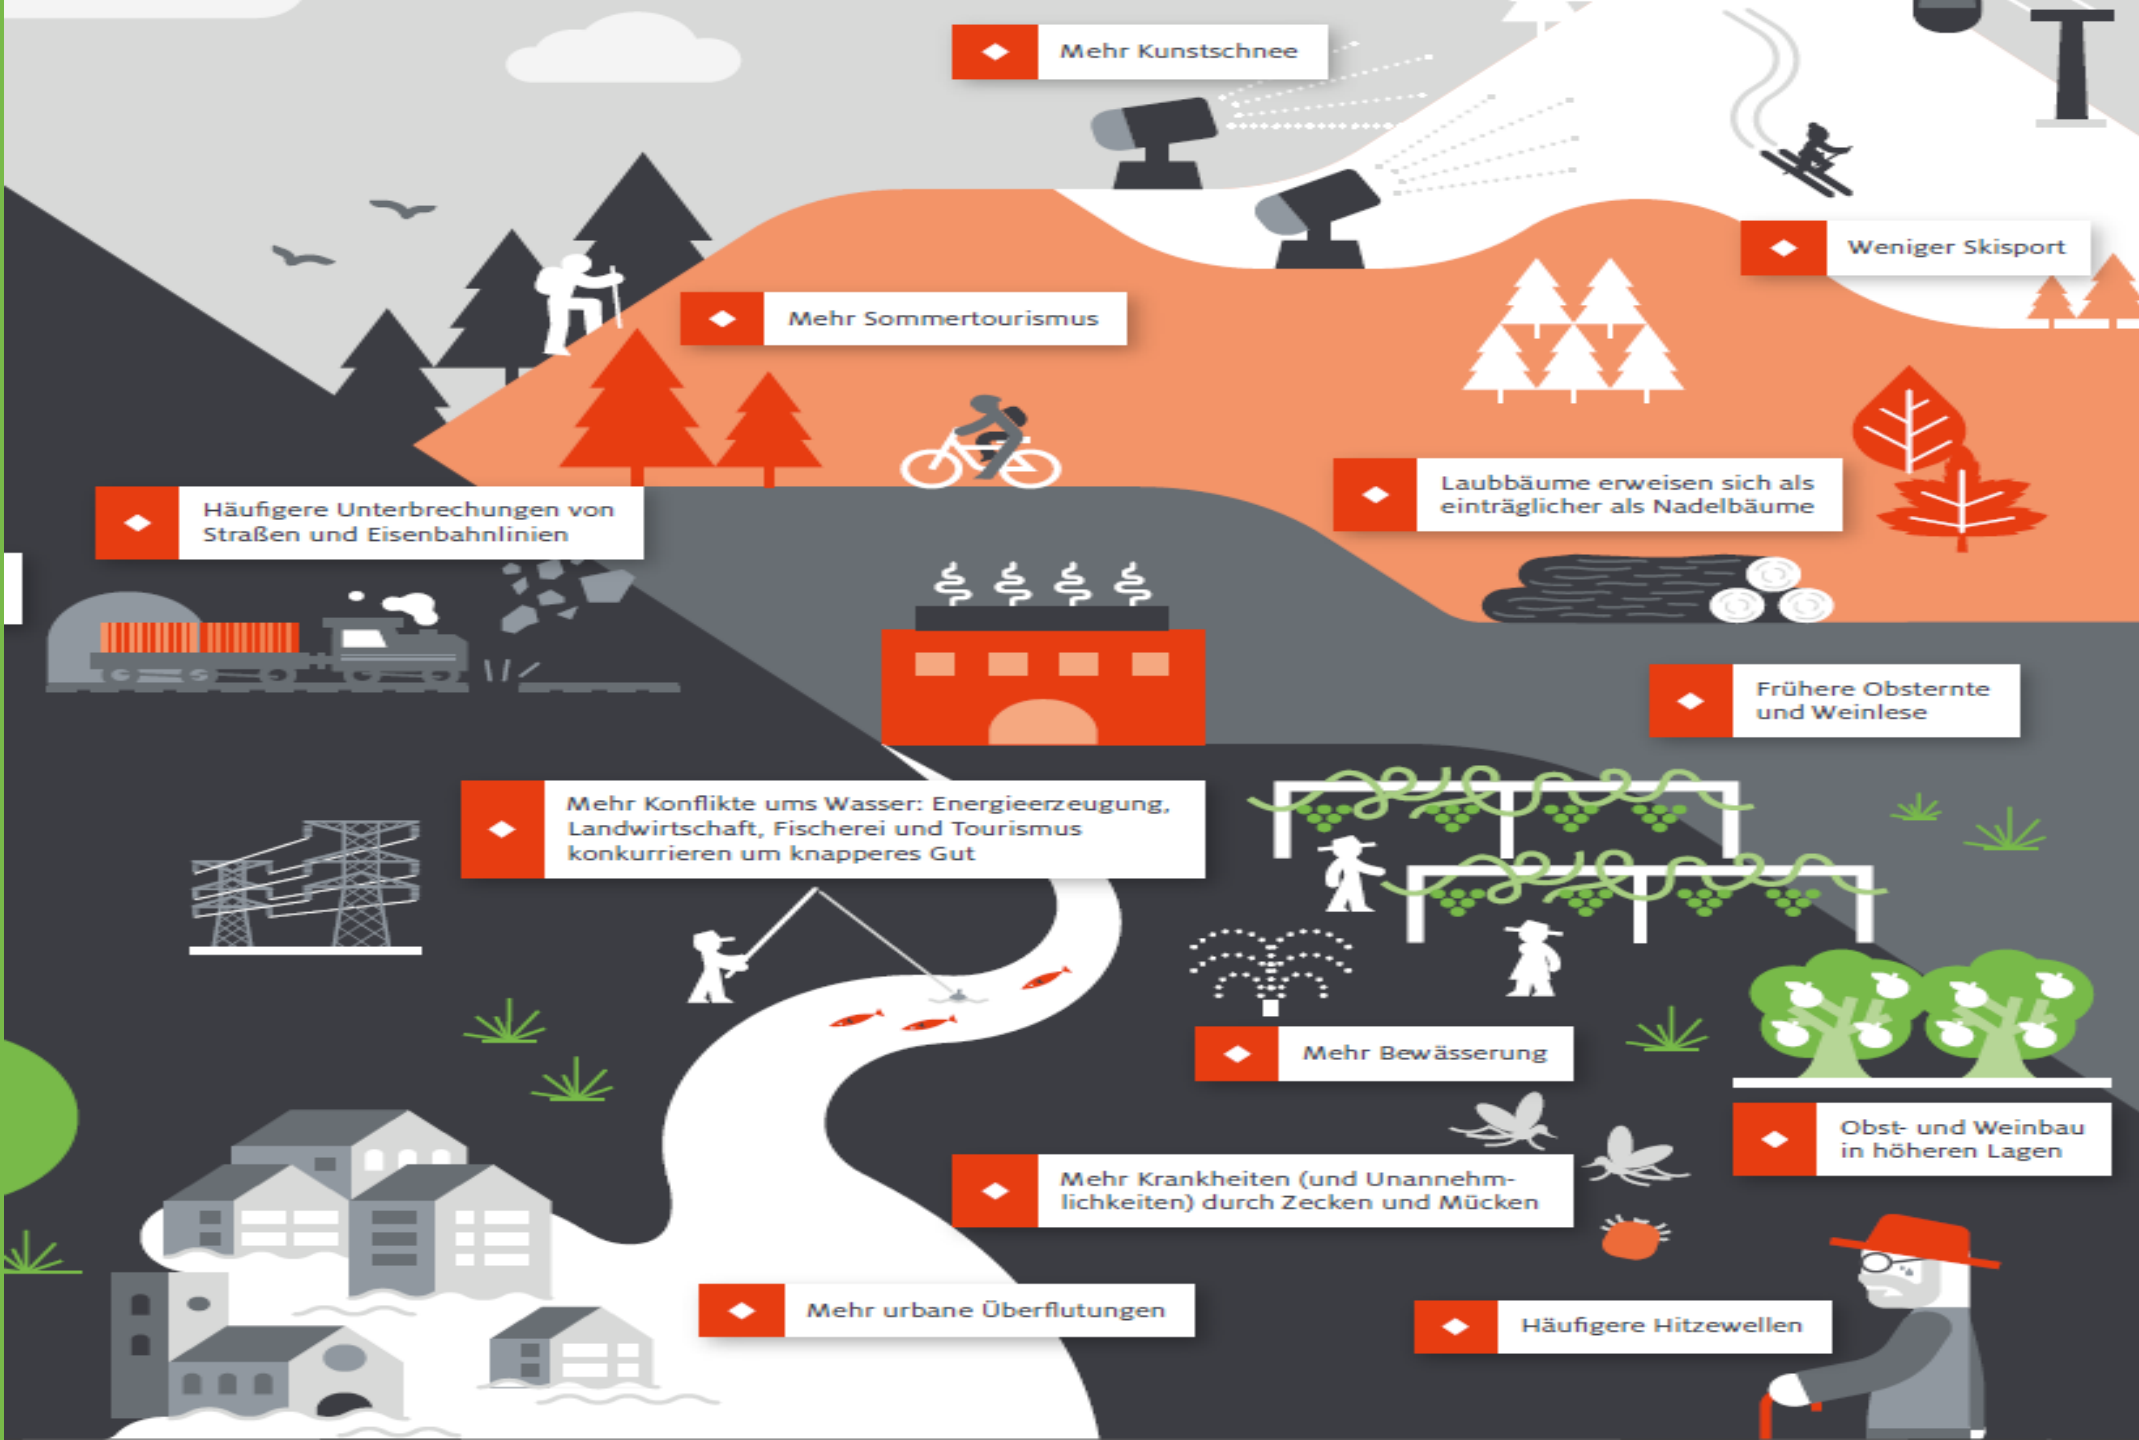 Mehr Kunstschnee
Weniger Skisport
Mehr Sommertourismus
Laubbäume erweisen sich als
einträglicher als Nadelbäume
Häufigere Unterbrechungen von
Straßen und Eisenbahnlinien
Frühere Obsternte
und Weinlese
Mehr Konflikte ums Wasser: Energieerzeugung,
Landwirtschaft, Fischerei und Tourismus
konkurrieren um knapperes Gut
Mehr Bewässerung
Obst- und Weinbau
in höheren Lagen
Mehr Krankheiten (und Unannehm-
lichkeiten) durch Zecken und Mücken
Mehr urbane Überflutungen
Häufigere Hitzewellen